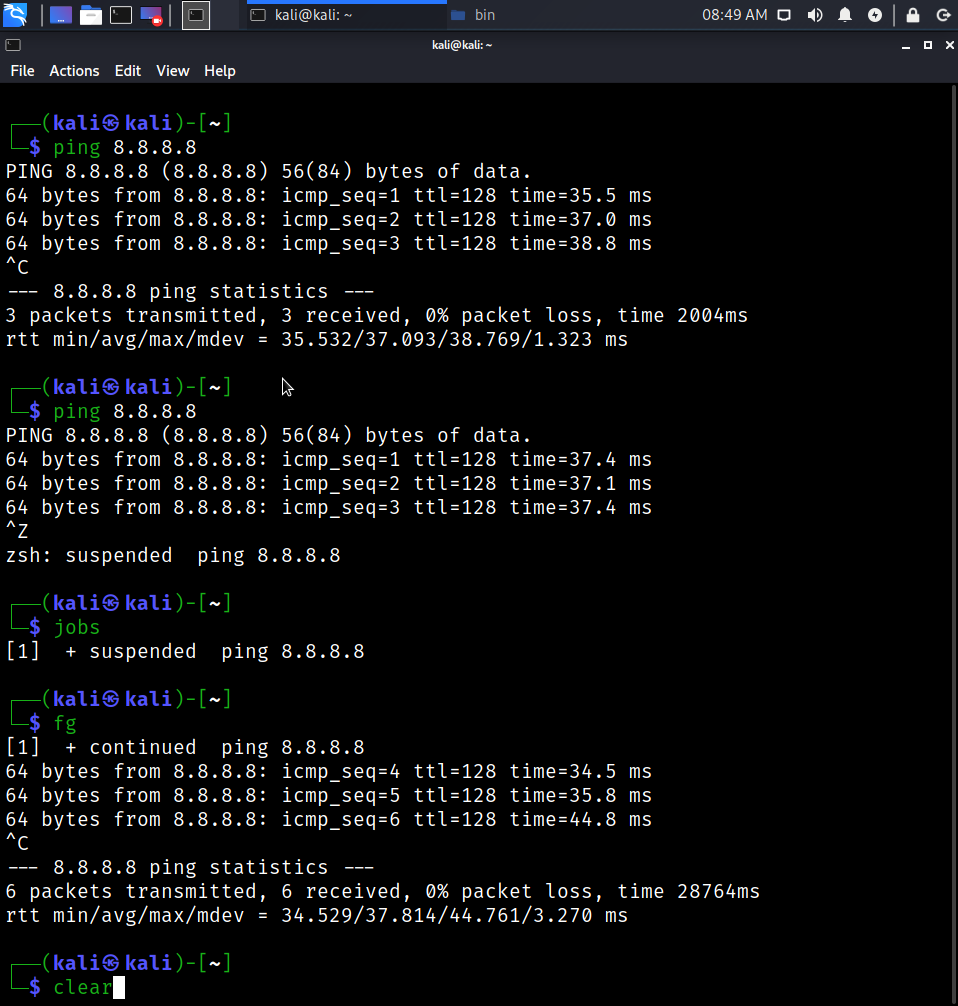 kali@kali: ~
bin
08:49 AM
kali@kali: ~
File Actions Edit View Help
┌──(kali㉿kali)-[~]
└─$ ping 8.8.8.8
PING 8.8.8.8 (8.8.8.8) 56(84) bytes of data.
64 bytes from 8.8.8.8: icmp_seq=1 ttl=128 time=35.5 ms
64 bytes from 8.8.8.8: icmp_seq=2 ttl=128 time=37.0 ms
64 bytes from 8.8.8.8: icmp_seq=3 ttl=128 time=38.8 ms
^C
--- 8.8.8.8 ping statistics ---
3 packets transmitted, 3 received, 0% packet loss, time 2004ms
rtt min/avg/max/mdev = 35.532/37.093/38.769/1.323 ms
┌──(kali㉿kali)-[~]
└─$ ping 8.8.8.8
PING 8.8.8.8 (8.8.8.8) 56(84) bytes of data.
64 bytes from 8.8.8.8: icmp_seq=1 ttl=128 time=37.4 ms
64 bytes from 8.8.8.8: icmp_seq=2 ttl=128 time=37.1 ms
64 bytes from 8.8.8.8: icmp_seq=3 ttl=128 time=37.4 ms
^Z
zsh: suspended  ping 8.8.8.8
┌──(kali㉿kali)-[~]
└─$ jobs
[1]  + suspended  ping 8.8.8.8
┌──(kali㉿kali)-[~]
└─$ fg
[1]  + continued  ping 8.8.8.8
64 bytes from 8.8.8.8: icmp_seq=4 ttl=128 time=34.5 ms
64 bytes from 8.8.8.8: icmp_seq=5 ttl=128 time=35.8 ms
64 bytes from 8.8.8.8: icmp_seq=6 ttl=128 time=44.8 ms
^C
--- 8.8.8.8 ping statistics ---
6 packets transmitted, 6 received, 0% packet loss, time 28764ms
rtt min/avg/max/mdev = 34.529/37.814/44.761/3.270 ms
┌──(kali㉿kali)-[~]
└─$ clear